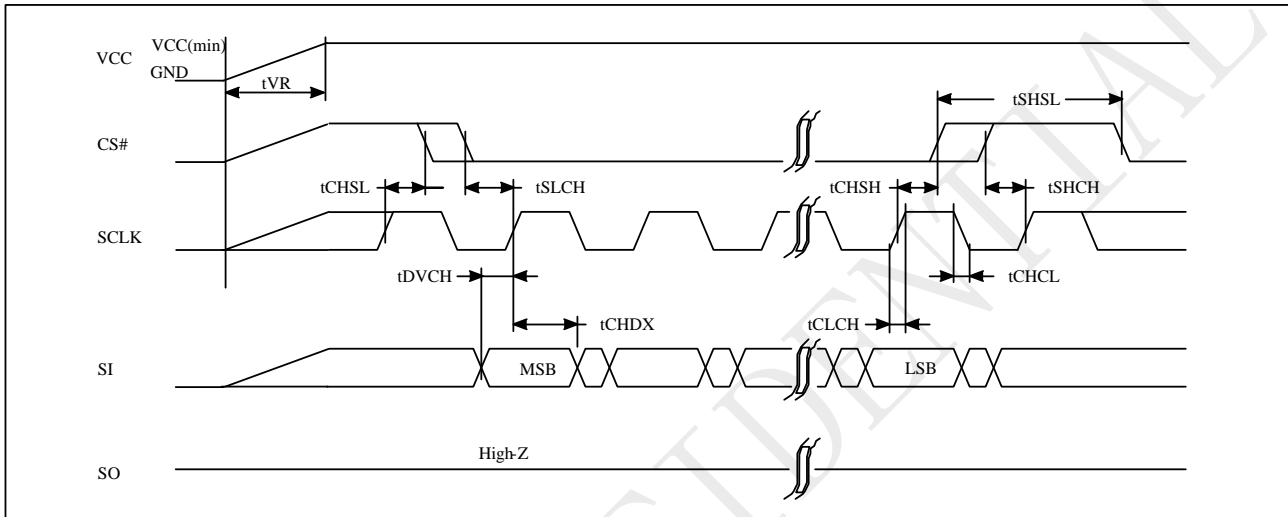 VCC(min)
VCC
GND
tVR
tSHSL
CS#
tCHSL
tSLCH
tCHSH
tSHCH
SCLK
tDVCH
tCHCL
tCHDX
tCLCH
SI
MSB
LSB
High-Z
SO